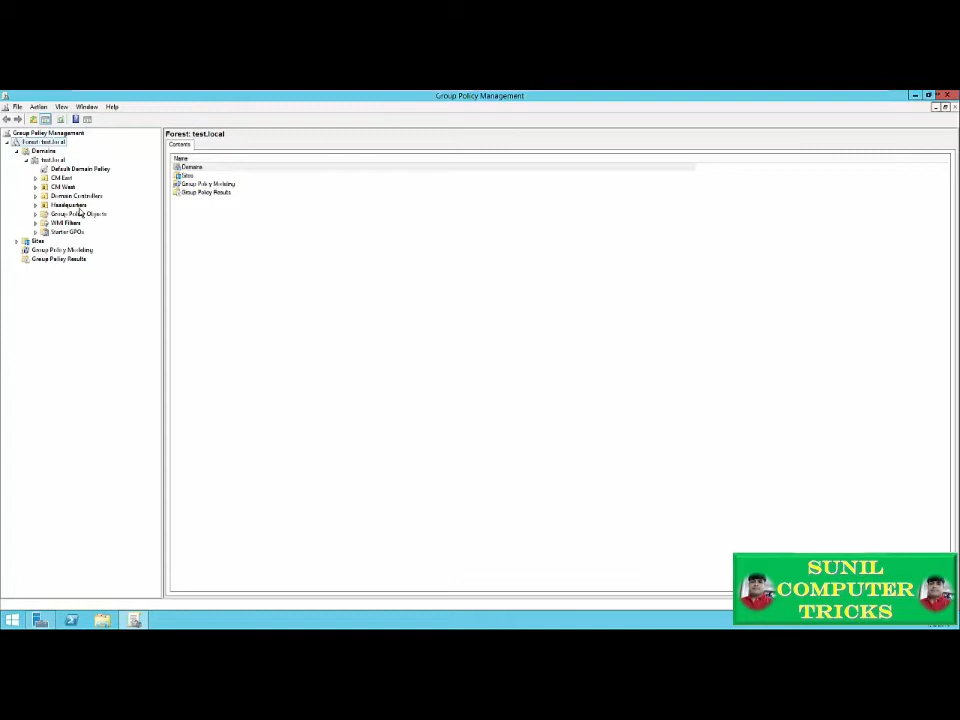 Group Policy Management
File Action View Window Help
Group Policy Management
Forest: test.local
Domains
test.local
Default Domain Policy
CM East
CM West
Domain Controllers
Headquarters
Group Policy Objects
WMI Filters
Starter GPOs
Sites
Group Policy Modeling
Group Policy Results
Forest: test.local
Contents
Name
Domains
Sites
Group Policy Modeling
Group Policy Results
SUNIL
COMPUTER
TRICKS